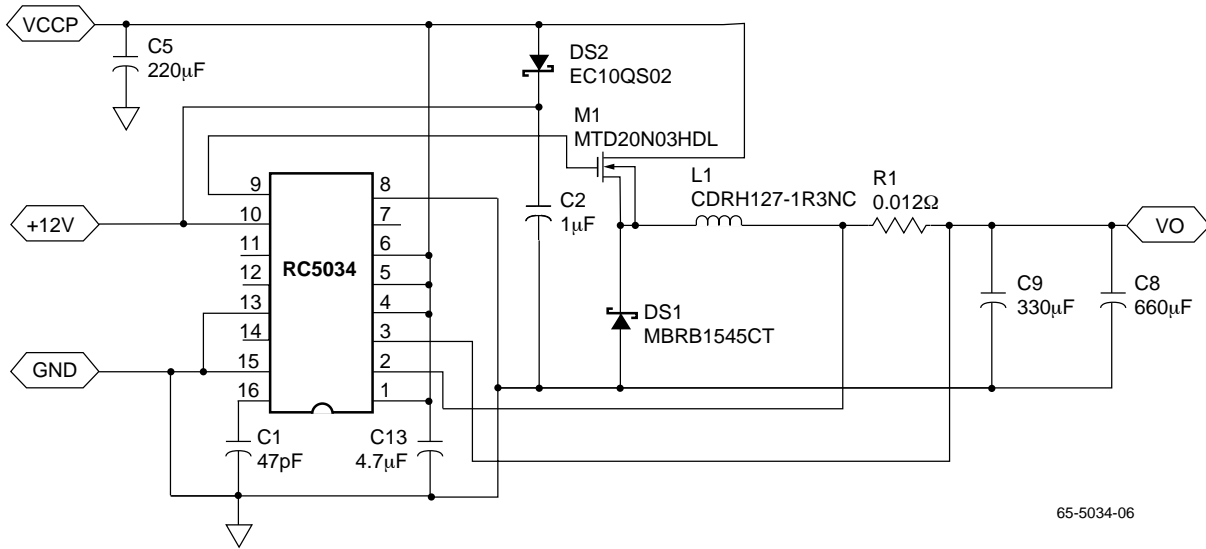 VCCP
C5
220µF
DS2
EC10QS02
M1
MTD20N03HDL
L1
CDRH127-1R3NC
R1
0.012Ω
+12V
VO
GND
9
10
11
12
13
14
15
16
RC5034
8
7
6
5
4
3
2
1
C2
1µF
DS1
MBRB1545CT
C9
330µF
C8
660µF
C1
47pF
C13
4.7µF
65-5034-06